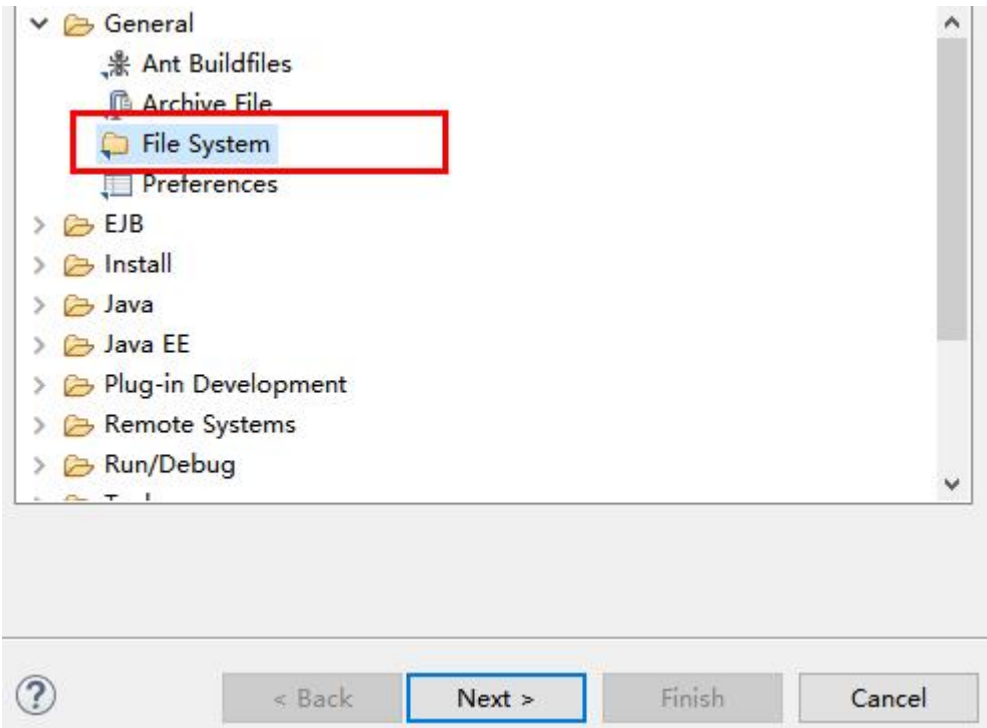 General
Ant Buildfiles
Archive File
File System
Preferences
EJB
Install
Java
Java EE
Plug-in Development
Remote Systems
Run/Debug
?
< Back
Next >
Finish
Cancel